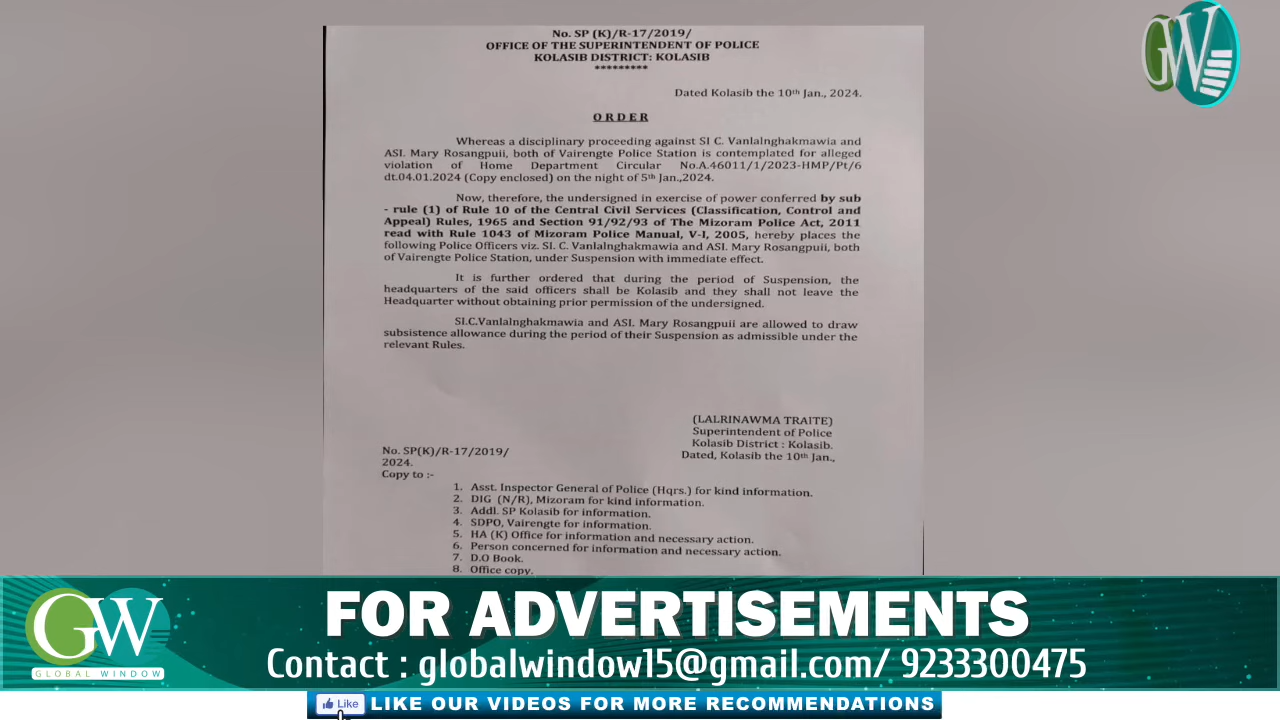 No. SP (K)/R-17/2019/
OFFICE OF THE SUPERINTENDENT OF POLICE
KOLASIB DISTRICT: KOLASIB
*********
Dated Kolasib the 10th Jan., 2024.
ORDER
Whereas a disciplinary proceeding against SI C. Vanlalnghakmawia and
ASI. Mary Rosangpuii, both of Vairengte Police Station is contemplated for alleged
violation of Home Department Circular No.A.46011/1/2023-HMP/Pt/6
dt.04.01.2024 (Copy enclosed) on the night of 5th Jan.,2024.
Now, therefore, the undersigned in exercise of power conferred by sub
- rule (1) of Rule 10 of the Central Civil Services (Classification, Control and
Appeal) Rules, 1965 and Section 91/92/93 of The Mizoram Police Act, 2011
read with Rule 1043 of Mizoram Police Manual, V-I, 2005, hereby places the
following Police Officers viz. SI. C. Vanlalnghakmawia and ASI. Mary Rosangpuii, both
of Vairengte Police Station, under Suspension with immediate effect.
It is further ordered that during the period of Suspension, the
headquarters of the said officers shall be Kolasib and they shall not leave the
Headquarter without obtaining prior permission of the undersigned.
SI.C.Vanlalnghakmawia and ASI. Mary Rosangpuii are allowed to draw
subsistence allowance during the period of their Suspension as admissible under the
relevant Rules.
(LALRINAWMA TRAITE)
Superintendent of Police
Kolasib District : Kolasib.
No. SP(K)/R-17/2019/ Dated, Kolasib the 10th Jan.,
2024.
Copy to :-
1. Asst. Inspector General of Police (Hqrs.) for kind information.
2. DIG (N/R), Mizoram for kind information.
3. Addl. SP Kolasib for information.
4. SDPO, Vairengte for information.
5. HA (K) Office for information and necessary action.
6. Person concerned for information and necessary action.
7. D.O Book.
8. Office copy.
GW
GW
GLOBAL WINDOW
FOR ADVERTISEMENTS
Contact : globalwindow15@gmail.com/ 9233300475
Like LIKE OUR VIDEOS FOR MORE RECOMMENDATIONS